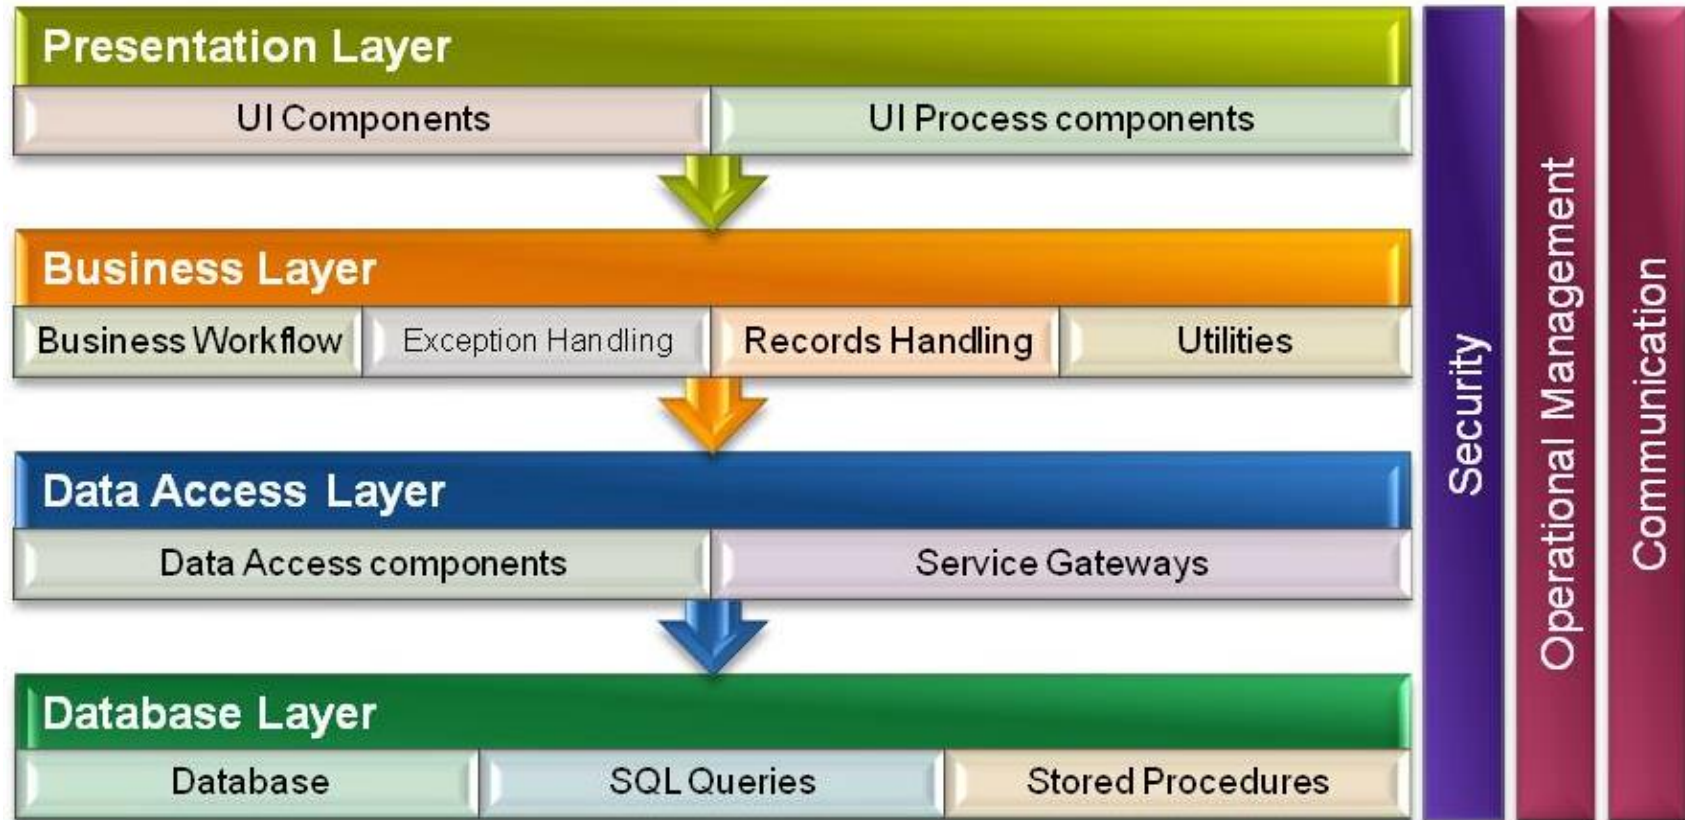 Presentation Layer
UI Components
UI Process components
Business Layer
Business Workflow
Exception Handling
Records Handling
Utilities
Data Access Layer
Data Access components
Service Gateways
Database Layer
Database
SQL Queries
Stored Procedures
Security
Operational Management
Communication